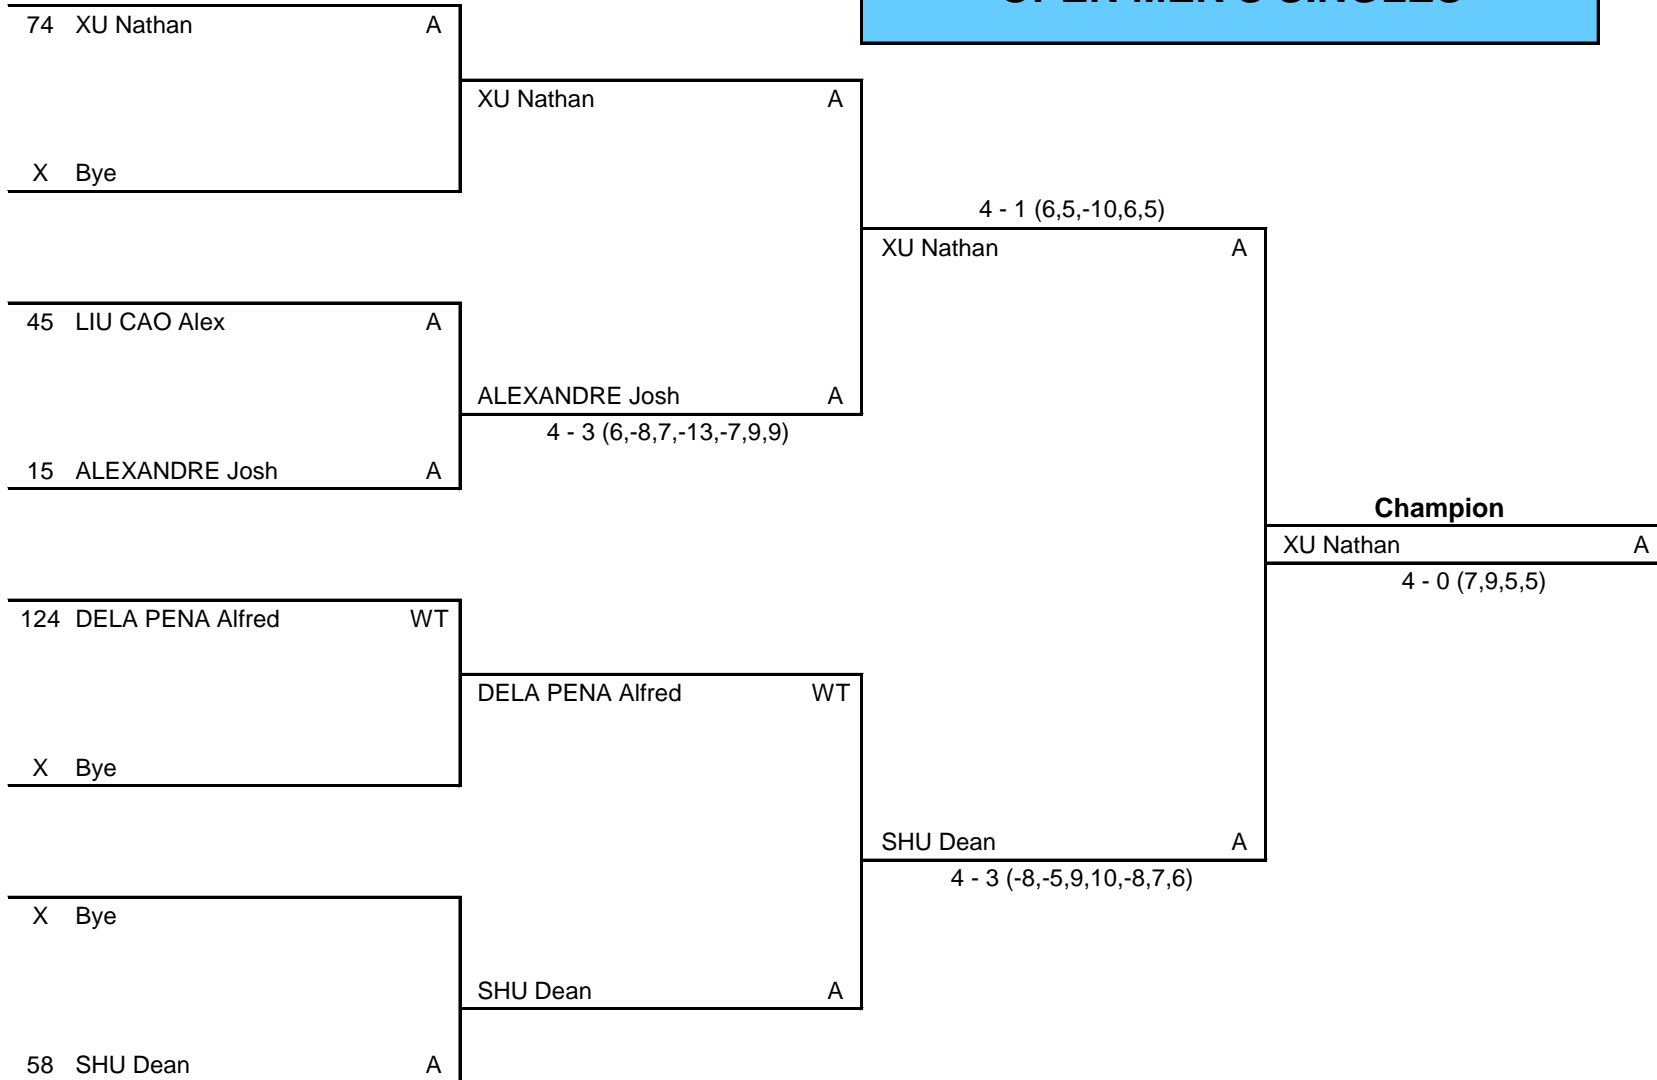 OPEN MEN'S SINGLES
74 XU Nathan A
XU Nathan A
X Bye
4 - 1 (6,5,-10,6,5)
XU Nathan A
45 LIU CAO Alex A
ALEXANDRE Josh A
4 - 3 (6,-8,7,-13,-7,9,9)
15 ALEXANDRE Josh A
Champion
XU Nathan A
4 - 0 (7,9,5,5)
124 DELA PENA Alfred WT
DELA PENA Alfred WT
X Bye
SHU Dean A
4 - 3 (-8,-5,9,10,-8,7,6)
X Bye
SHU Dean A
58 SHU Dean A